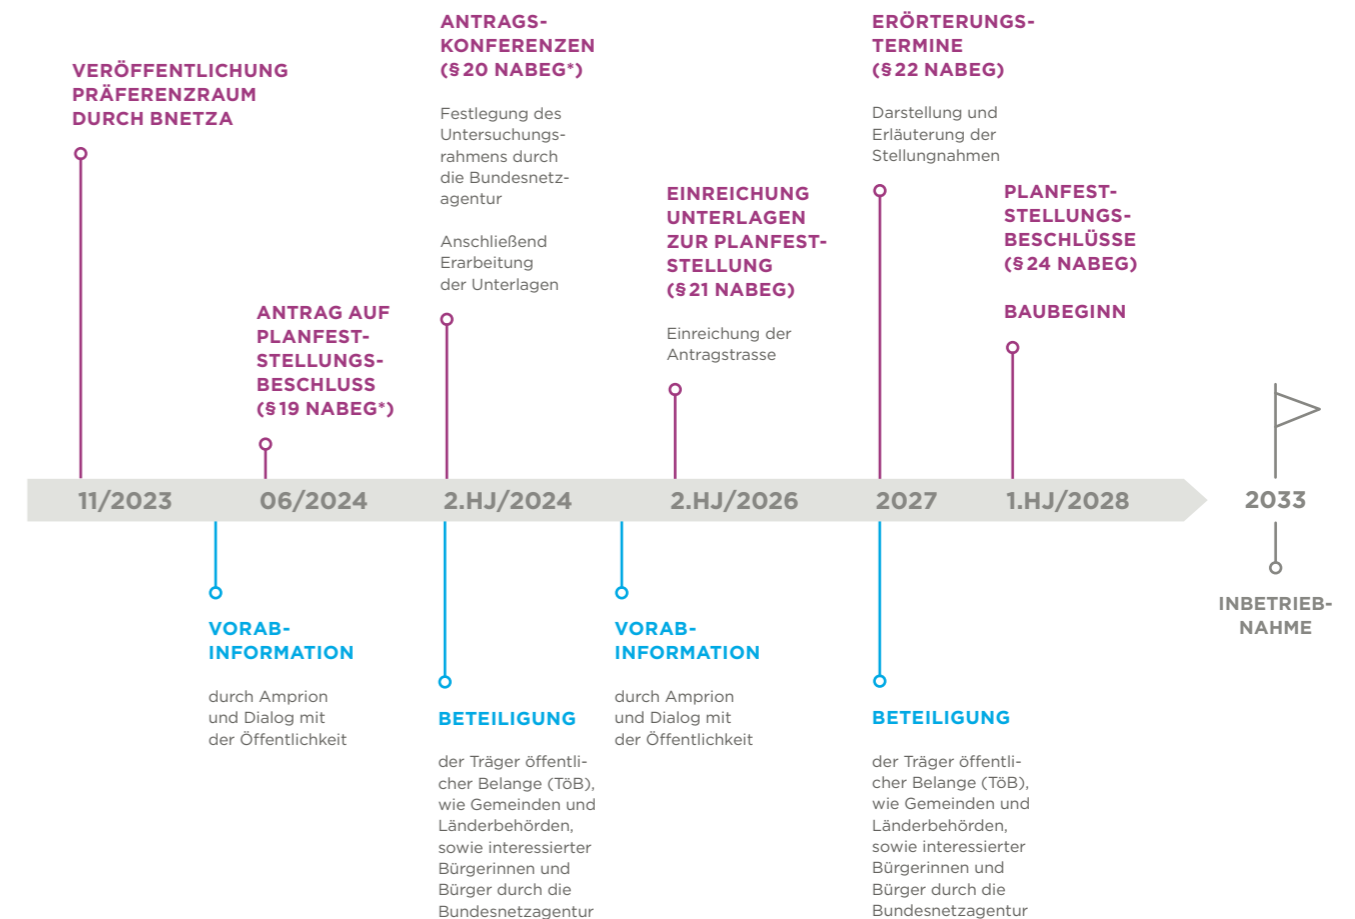 VERÖFFENTLICHUNG
PRÄFERENZRAUM
DURCH BNETZA
ANTRAG AUF
PLANFEST-
STELLUNGS-
BESCHLUSS
(§ 19 NABEG*)
ANTRAGS-
KONFERENZEN
(§ 20 NABEG*)
Festlegung des
Untersuchungs-
rahmens durch
die Bundesnetz-
agentur
Anschließend
Erarbeitung
der Unterlagen
EINREICHUNG
UNTERLAGEN
ZUR PLANFEST-
STELLUNG
(§ 21 NABEG)
Einreichung der
Antragstrasse
ERÖRTERUNGS-
TERMINE
(§ 22 NABEG)
Darstellung und
Erläuterung der
Stellungnahmen
PLANFEST-
STELLUNGS-
BESCHLÜSSE
(§ 24 NABEG)
BAUBEGINN
11/2023
06/2024
2.HJ/2024
2.HJ/2026
2027
1.HJ/2028
2033
VORAB-
INFORMATION
durch Amprion
und Dialog mit
der Öffentlichkeit
BETEILIGUNG
der Träger öffentli-
cher Belange (TöB),
wie Gemeinden und
Länderbehörden,
sowie interessierter
Bürgerinnen und
Bürger durch die
Bundesnetzagentur
VORAB-
INFORMATION
durch Amprion
und Dialog mit
der Öffentlichkeit
BETEILIGUNG
der Träger öffentli-
cher Belange (TöB),
wie Gemeinden und
Länderbehörden,
sowie interessierter
Bürgerinnen und
Bürger durch die
Bundesnetzagentur
INBETRIEB-
NAHME